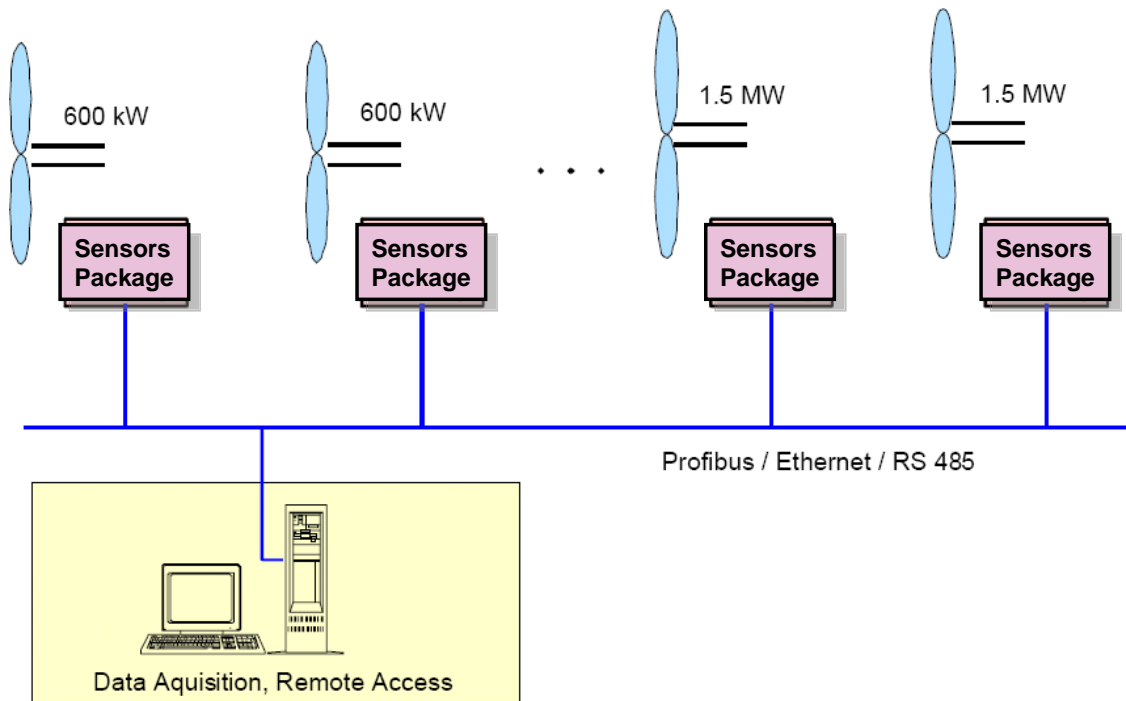 600 kW
600 kW
1.5 MW
1.5 MW
. . .
Sensors
Package
Sensors
Package
Sensors
Package
Sensors
Package
Profibus / Ethernet / RS 485
Data Aquisition, Remote Access